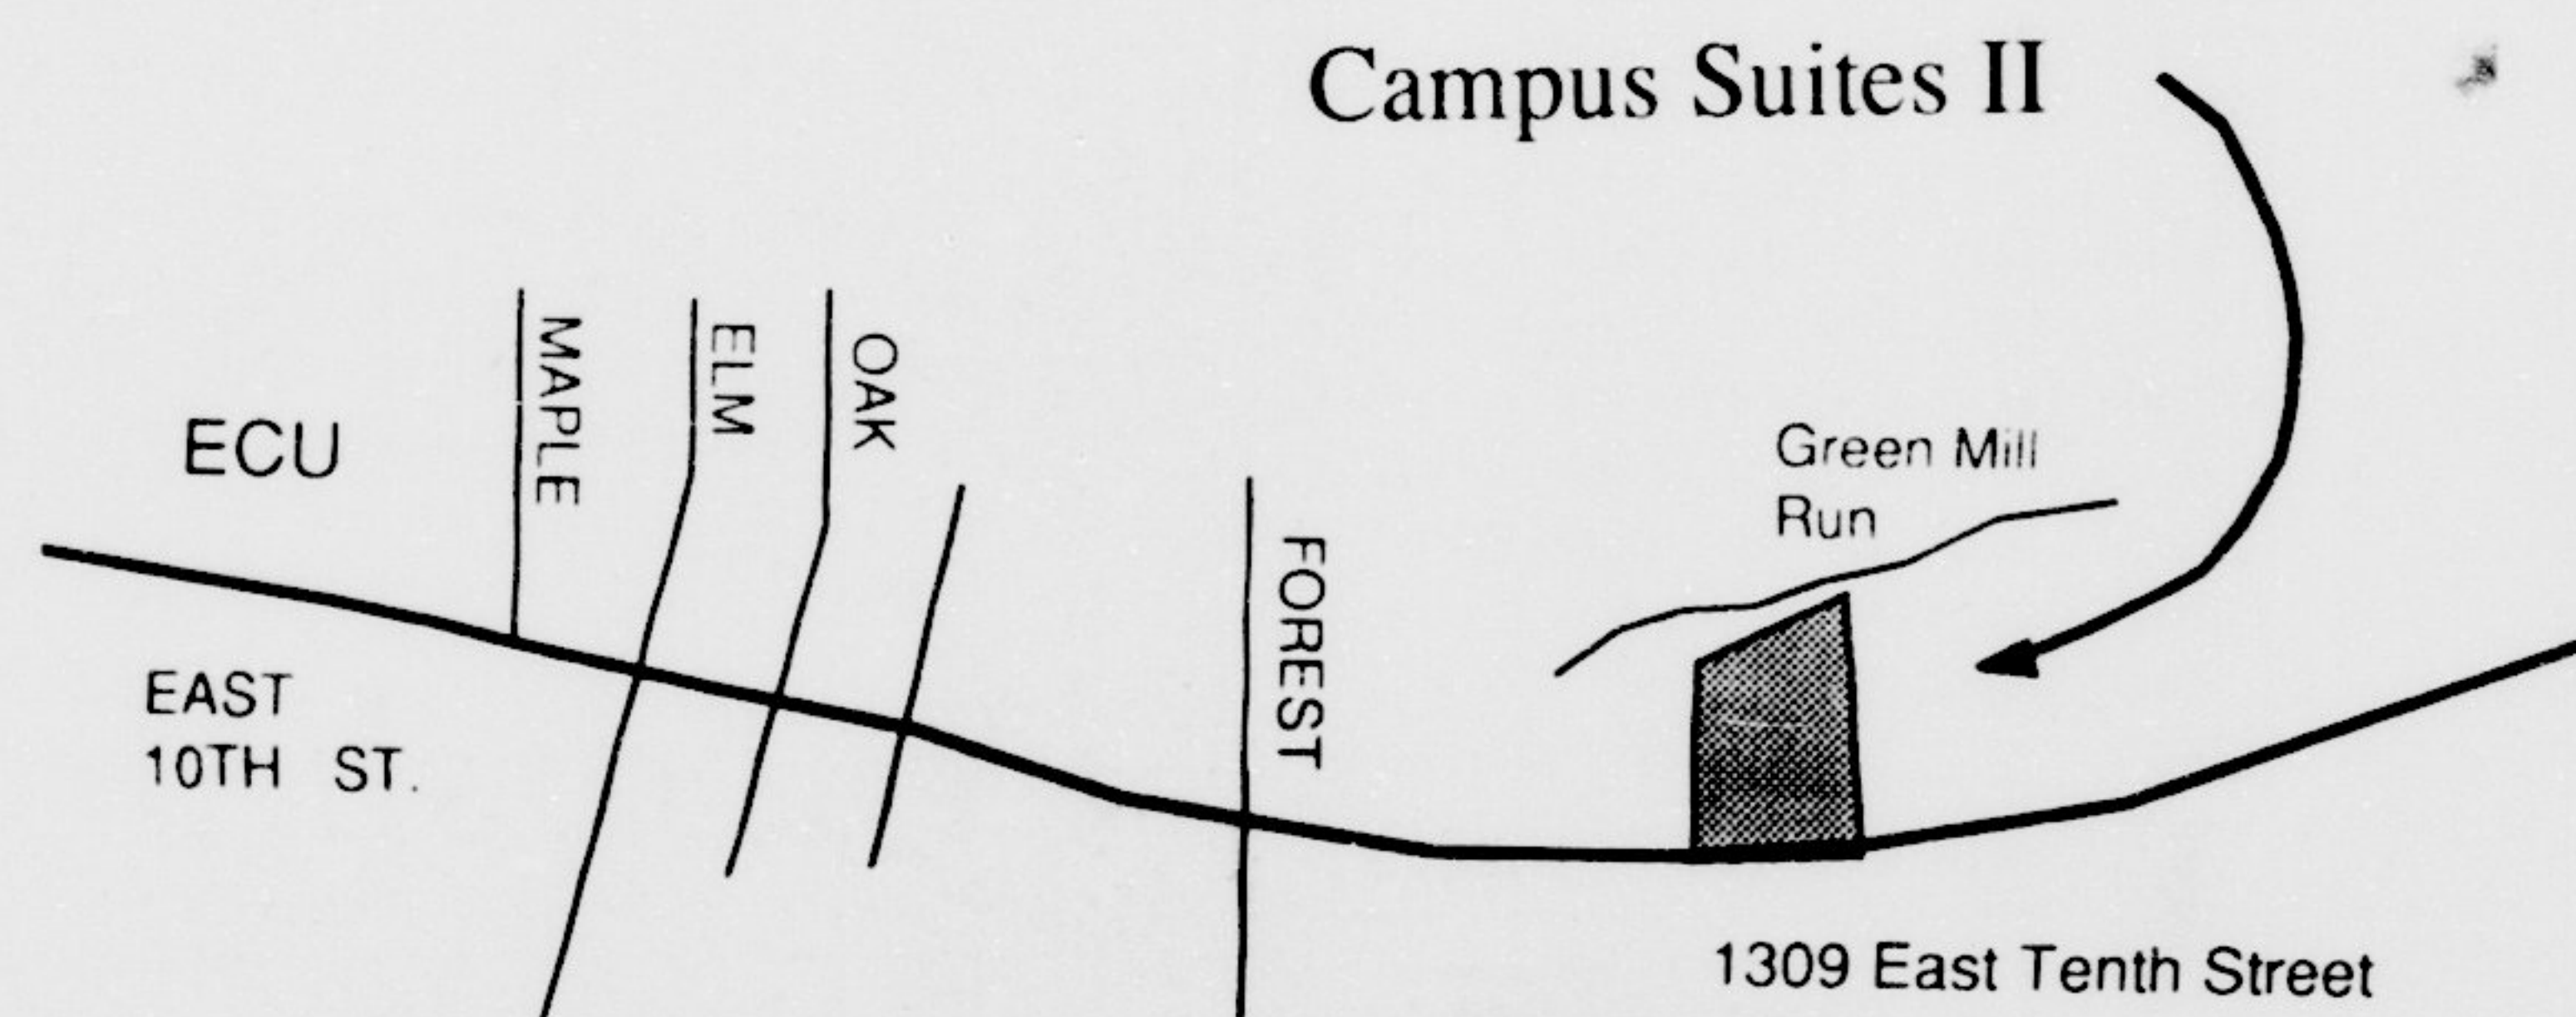 Campus Suites II
MAPLE
ELM
OAK
ECU
Green Mill
Run
FOREST
EAST
10TH ST.
1309 East Tenth Street